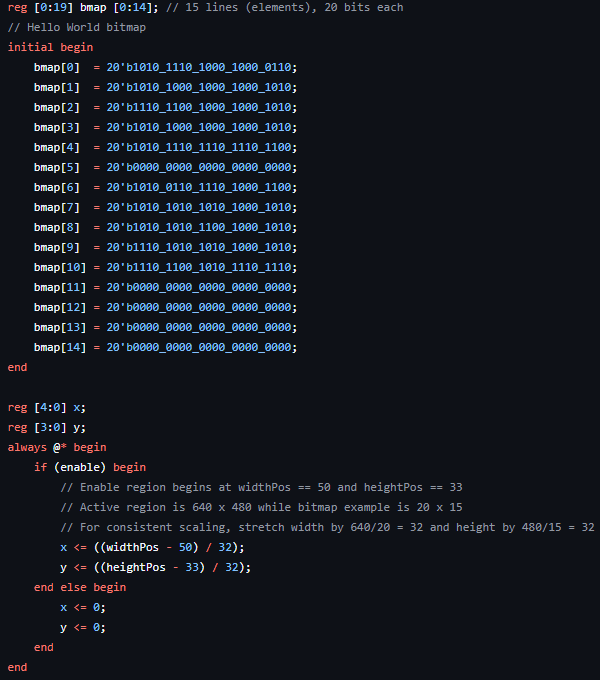 reg [0:19] bmap [0:14]; // 15 lines (elements), 20 bits each
// Hello World bitmap
initial begin
    bmap[0]  = 20'b1010_1110_1000_1000_0110;
    bmap[1]  = 20'b1010_1000_1000_1000_1010;
    bmap[2]  = 20'b1110_1100_1000_1000_1010;
    bmap[3]  = 20'b1010_1000_1000_1000_1010;
    bmap[4]  = 20'b1010_1110_1110_1110_1100;
    bmap[5]  = 20'b0000_0000_0000_0000_0000;
    bmap[6]  = 20'b1010_0110_1110_1000_1100;
    bmap[7]  = 20'b1010_1010_1010_1000_1010;
    bmap[8]  = 20'b1010_1010_1100_1000_1010;
    bmap[9]  = 20'b1110_1010_1010_1000_1010;
    bmap[10] = 20'b1110_1100_1010_1110_1110;
    bmap[11] = 20'b0000_0000_0000_0000_0000;
    bmap[12] = 20'b0000_0000_0000_0000_0000;
    bmap[13] = 20'b0000_0000_0000_0000_0000;
    bmap[14] = 20'b0000_0000_0000_0000_0000;
end

reg [4:0] x;
reg [3:0] y;
always @* begin
    if (enable) begin
        // Enable region begins at widthPos == 50 and heightPos == 33
        // Active region is 640 x 480 while bitmap example is 20 x 15
        // For consistent scaling, stretch width by 640/20 = 32 and height by 480/15 = 32
        x <= ((widthPos - 50) / 32);
        y <= ((heightPos - 33) / 32);
    end else begin
        x <= 0;
        y <= 0;
    end
end